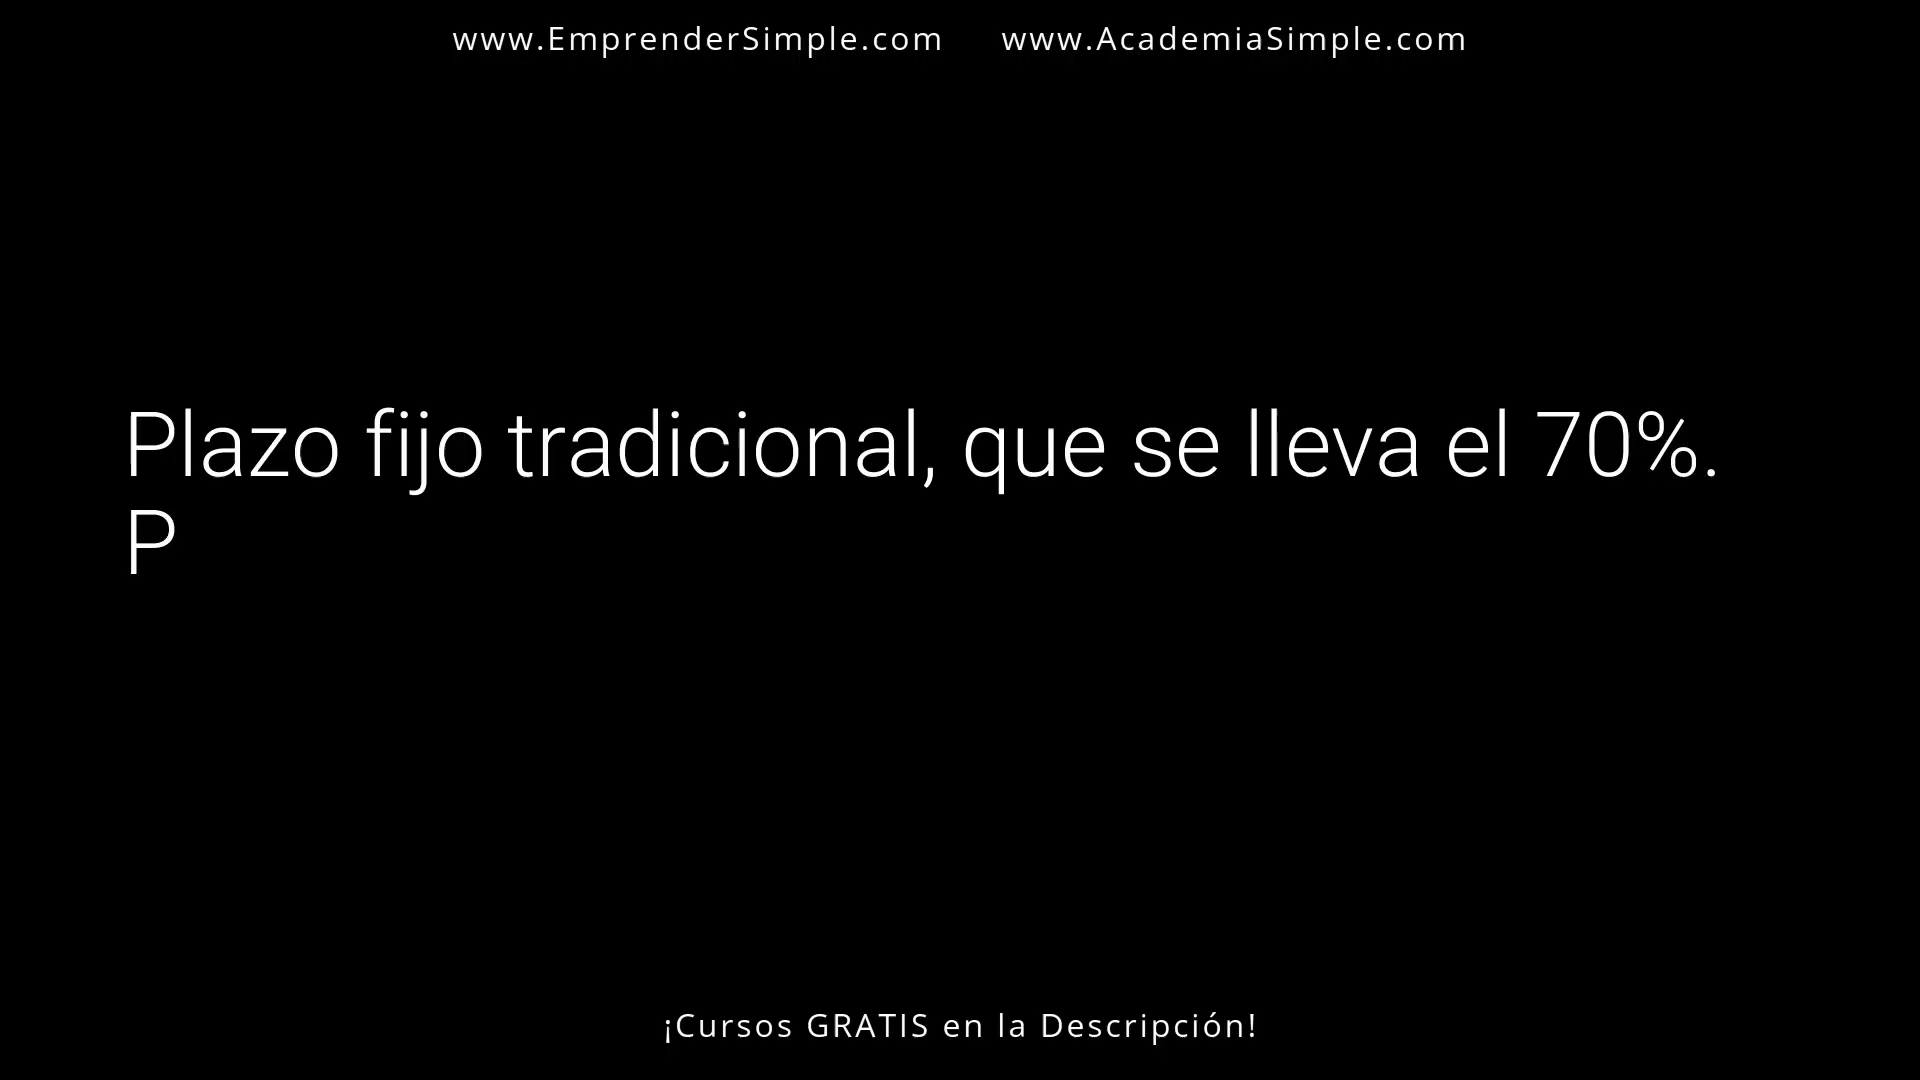 www.EmprenderSimple.com www.AcademiaSimple.com
Plazo fijo tradicional, que se lleva el 70%.
P
¡Cursos GRATIS en la Descripción!